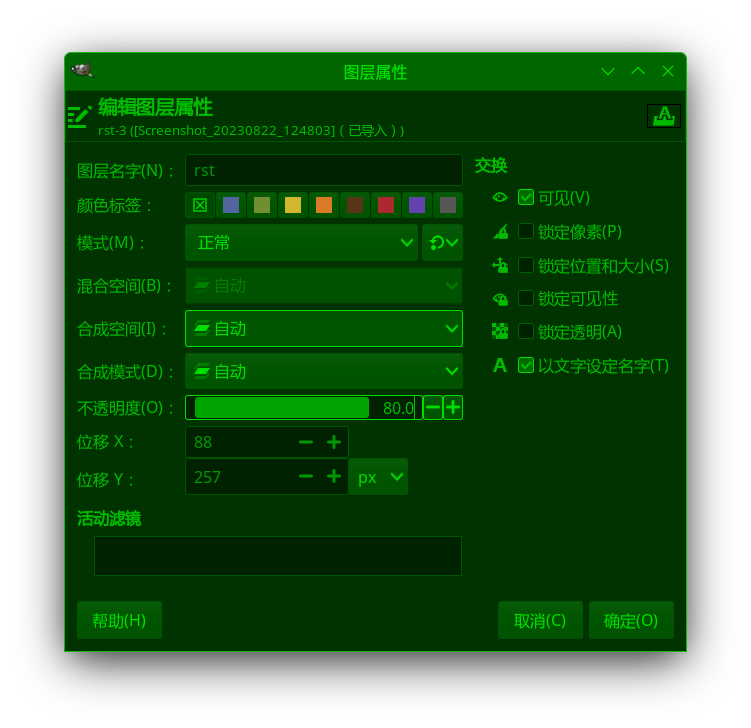 图层属性
编辑图层属性
rst-3 ([Screenshot_20230822_124803] ( 已导入 ) )
图层名字(N)： rst
颜色标签：
模式(M)： 正常
混合空间(B)： 自动
合成空间(I)： 自动
合成模式(D)： 自动
不透明度(O)： 80.0
位移 X： 88
位移 Y： 257 px
活动滤镜
交换
可见(V)
锁定像素(P)
锁定位置和大小(S)
锁定可见性
锁定透明(A)
以文字设定名字(T)
帮助(H) 取消(C) 确定(O)